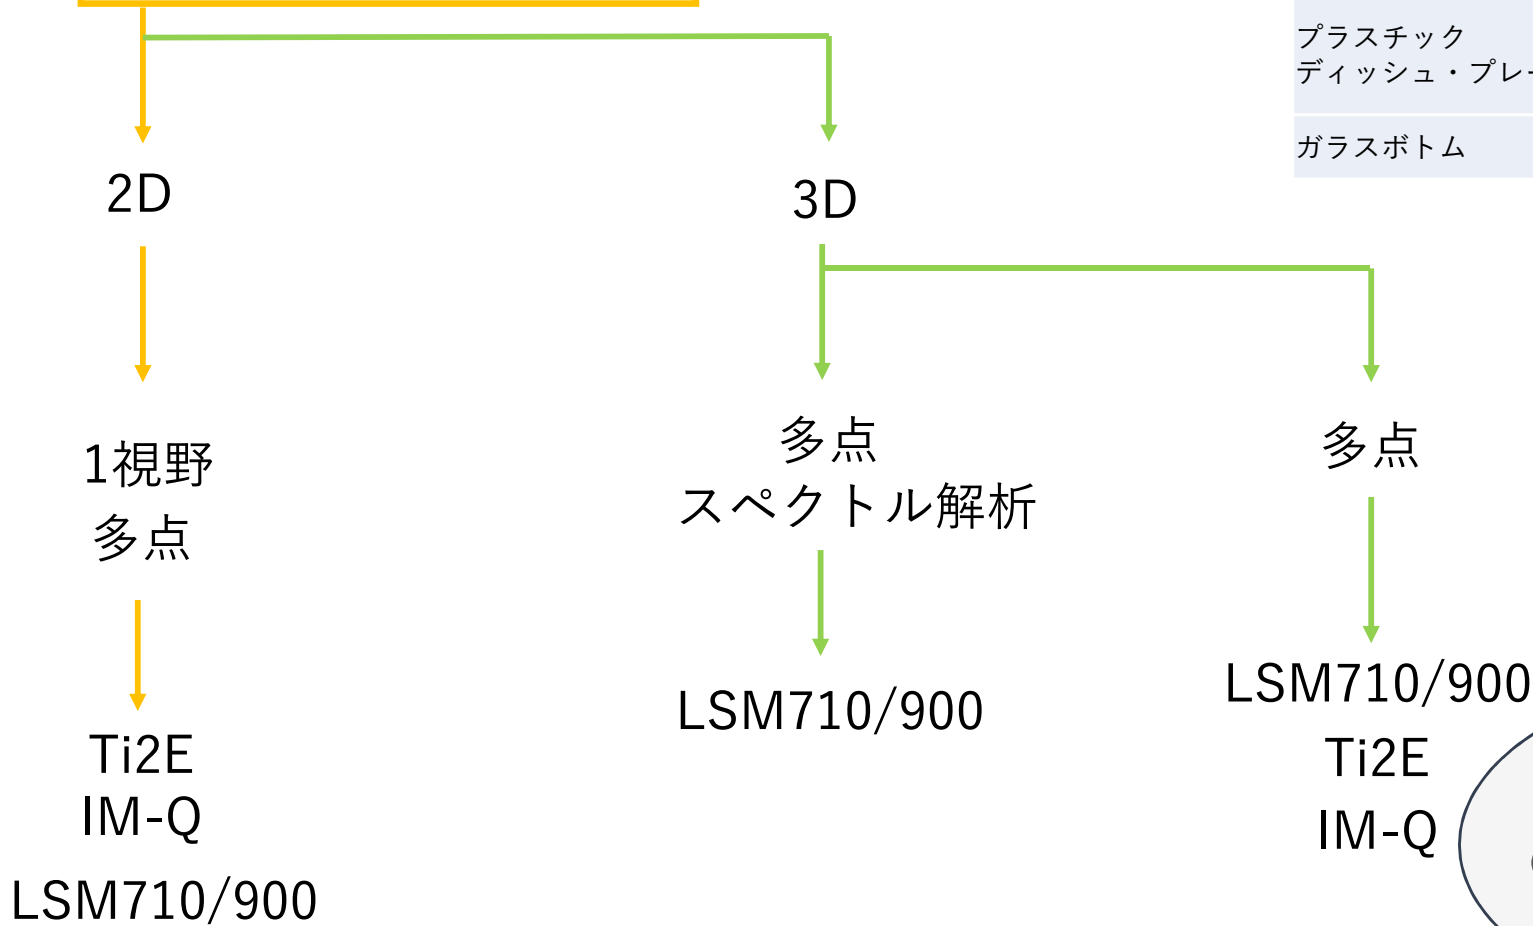 プラスチック
ディッシュ・プレー
ガラスボトム
2D
3D
1視野
多点
多点
スペクトル解析
多点
Ti2E
IM-Q
LSM710/900
LSM710/900
LSM710/900
Ti2E
IM-Q